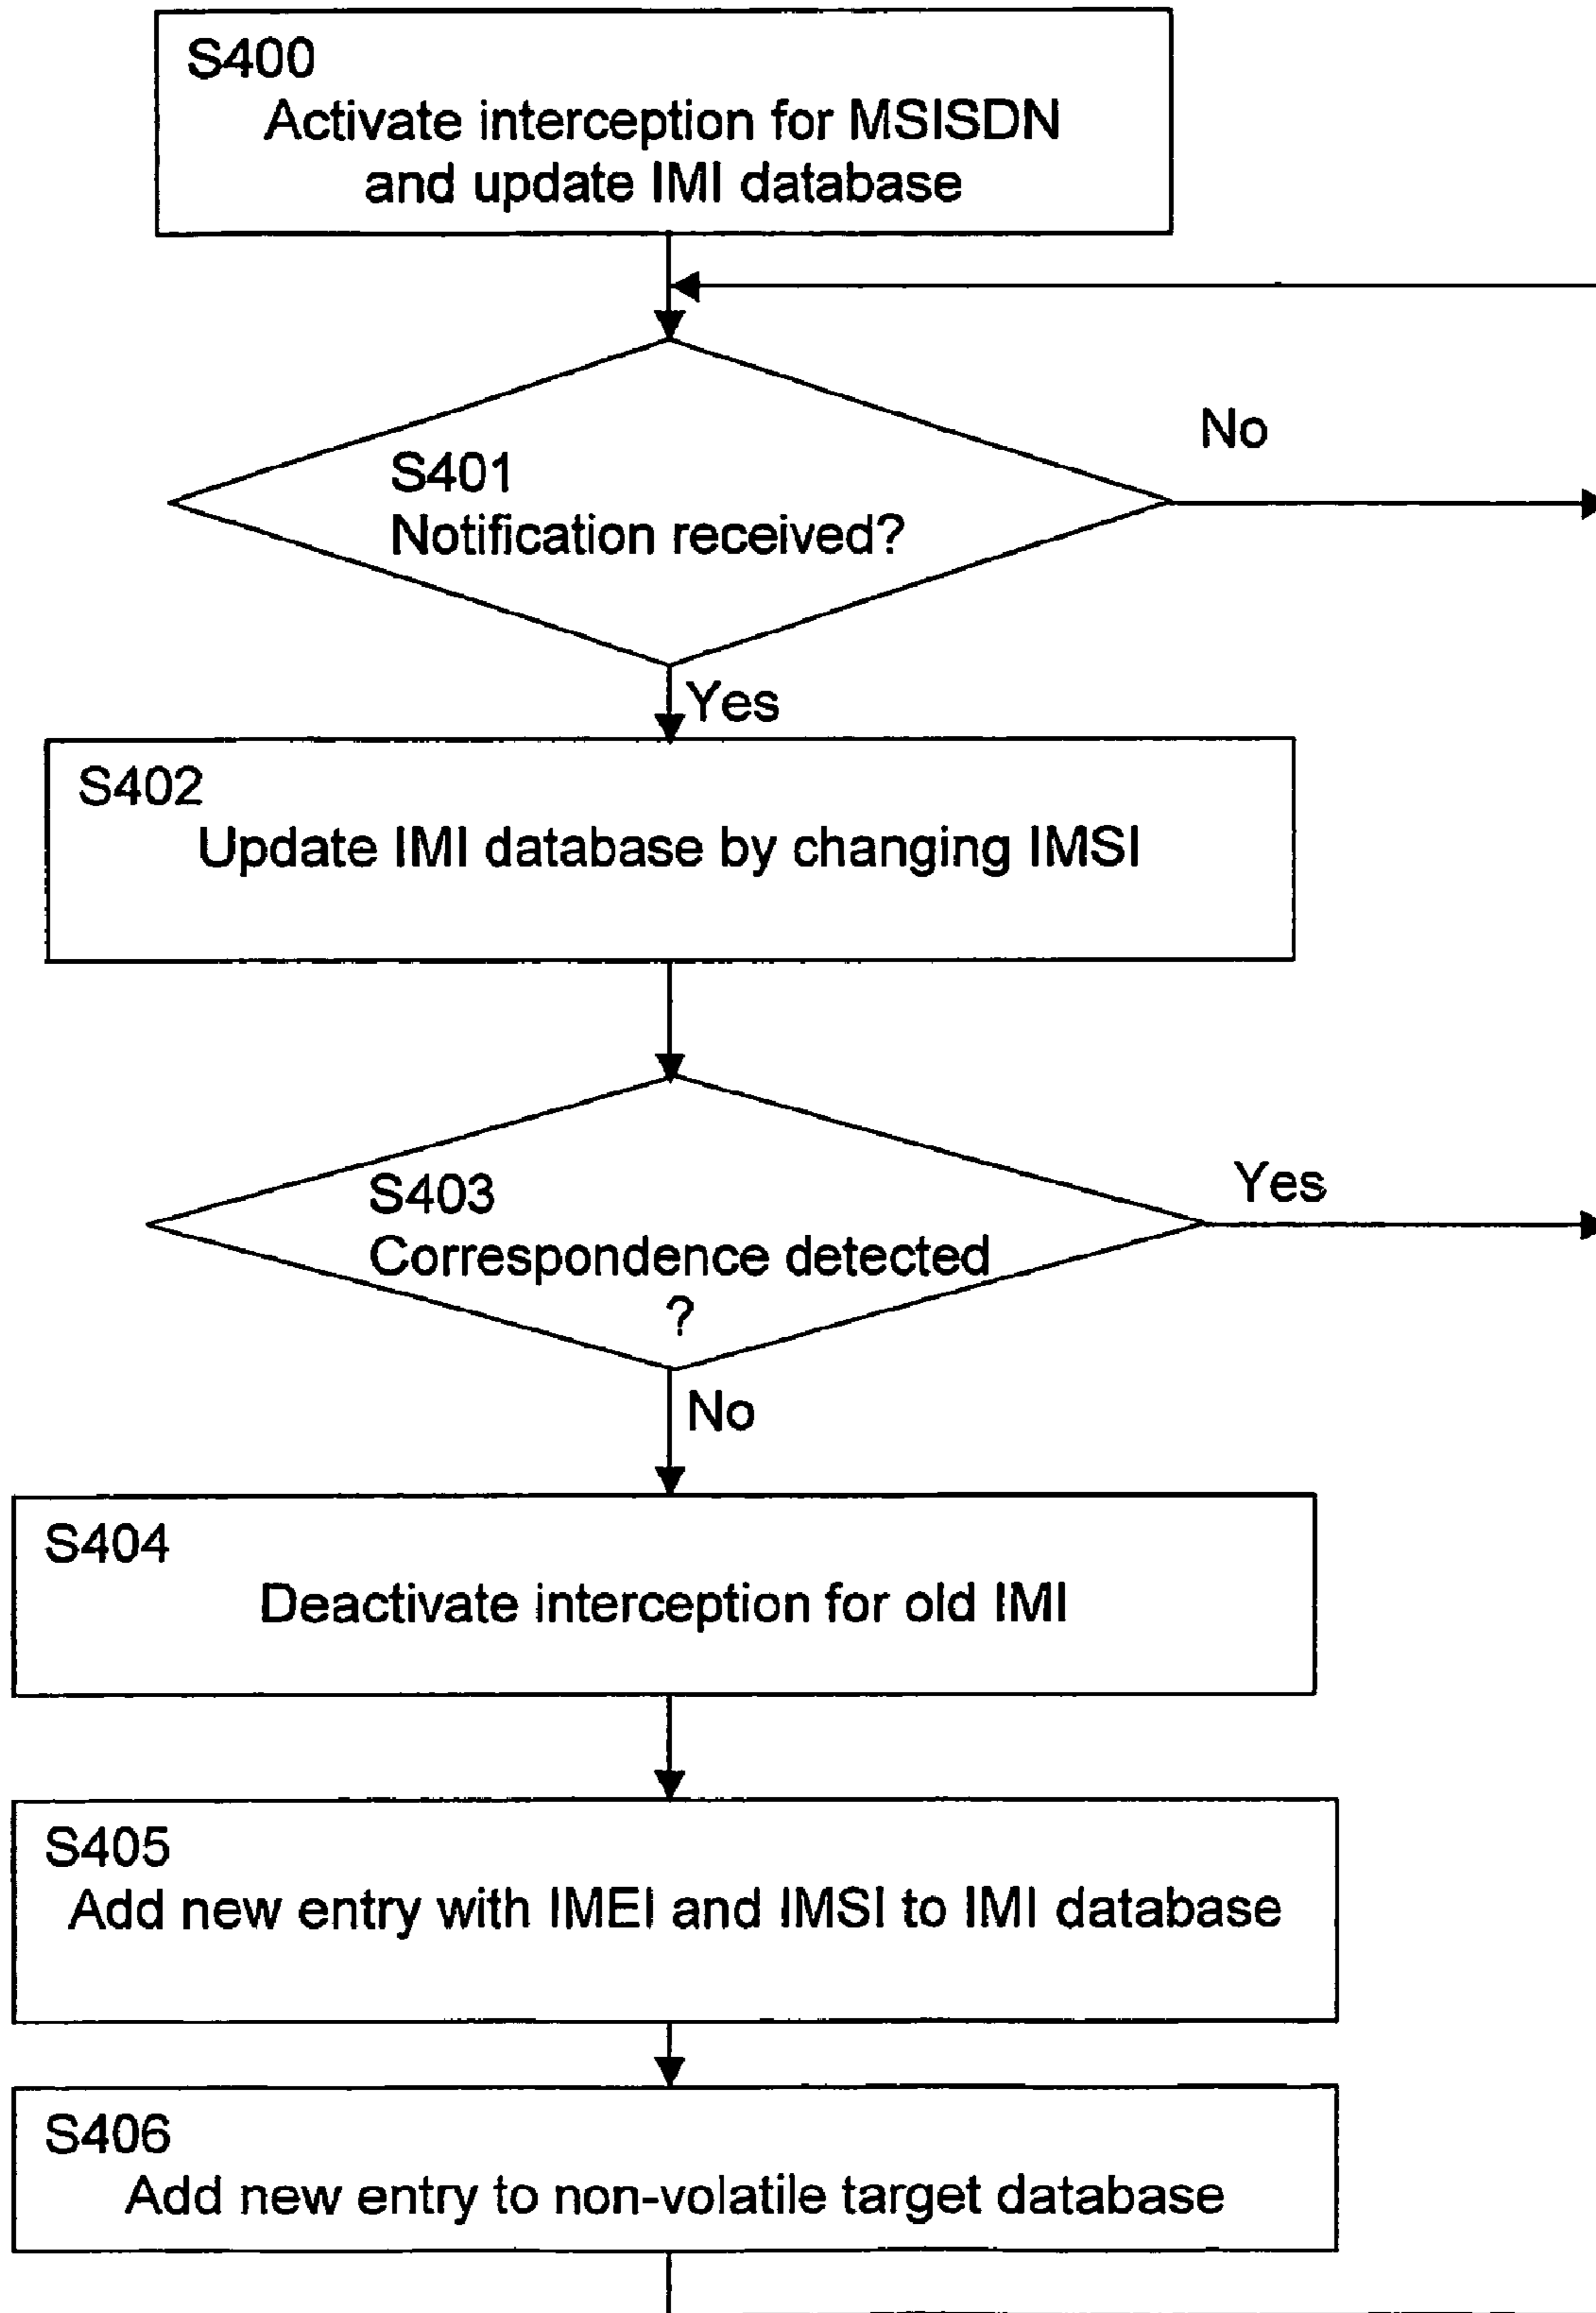 S400
Activate interception for MSISDN
and update IMI database
No
S401
Notification received?
Yes
S402
Update IMI database by changing IMSI
Yes
S403
Correspondence detected
?
No
S404
Deactivate interception for old IMI
S405
Add new entry with IMEI and IMSI to IMI database
S406
Add new entry to non-volatile target database